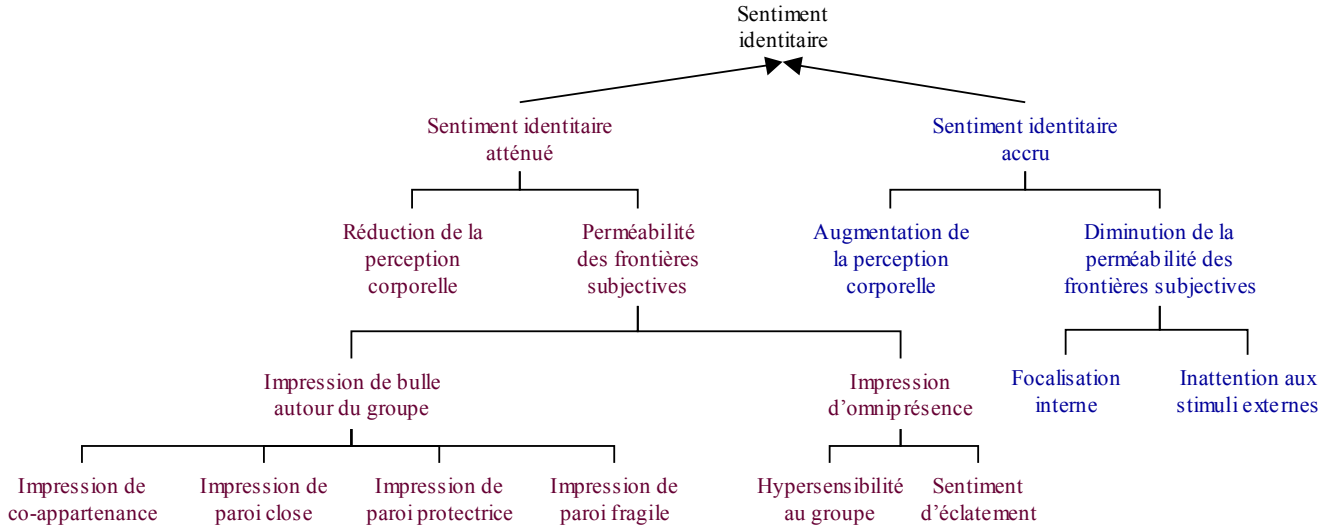 Sentiment
identitaire
Sentiment identitaire
atténué
Sentiment identitaire
accru
Réduction de la
perception
corporelle
Perméabilité
des frontières
subjectives
Augmentation de
la perception
corporelle
Diminution de la
perméabilité des
frontières subjectives
Impression de bulle
autour du groupe
Impression
d'omniprésence
Focalisation
interne
Inattention aux
stimuli externes
Impression de
co-appartenance
Impression de
paroi close
Impression de
paroi protectrice
Impression de
paroi fragile
Hypersensibilité
au groupe
Sentiment
d'éclatement